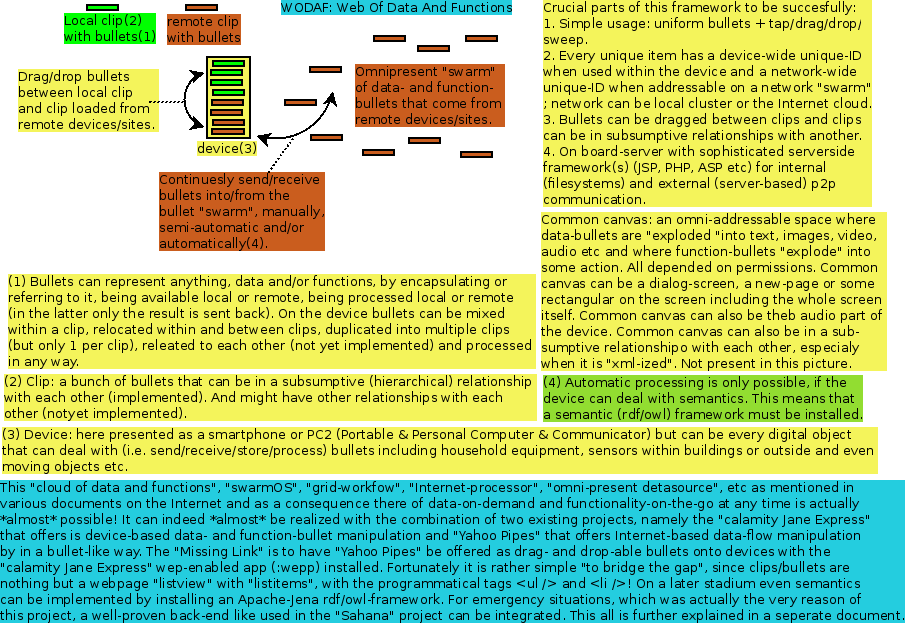 WODAF: Web Of Data And Functions
Local clip(2)
with bullets(1)
remote clip
with bullets
Drag/drop bullets
between local clip
and clip loaded from
remote devices/sites.
device(3)
Omnipresent "swarm"
of data- and function-
bullets that come from
remote devices/sites.
Continuesly send/receive
bullets into/from the
bullet "swarm", manually,
semi-automatic and/or
automatically(4).
Crucial parts of this framework to be succesfully:
1. Simple usage: uniform bullets + tap/drag/drop/
sweep.
2. Every unique item has a device-wide unique-ID
when used within the device and a network-wide
unique-ID when addressable on a network "swarm"
; network can be local cluster or the Internet cloud.
3. Bullets can be dragged between clips and clips
can be in subsumptive relationships with another.
4. On board-server with sophisticated serverside
framework(s) (JSP, PHP, ASP etc) for internal
(filesystems) and external (server-based) p2p
communication.
Common canvas: an omni-addressable space where
data-bullets are "exploded "into text, images, video,
audio etc and where function-bullets "explode" into
some action. All depended on permissions. Common
canvas can be a dialog-screen, a new-page or some
rectangular on the screen including the whole screen
itself. Common canvas can also be theb audio part of
the device. Common canvas can also be in a sub-
sumptive relationshipo with each other, especialy
when it is "xml-ized". Not present in this picture.
(1) Bullets can represent anything, data and/or functions, by encapsulating or
referring to it, being available local or remote, being processed local or remote
(in the latter only the result is sent back). On the device bullets can be mixed
within a clip, relocated within and between clips, duplicated into multiple clips
(but only 1 per clip), releated to each other (not yet implemented) and processed
in any way.
(2) Clip: a bunch of bullets that can be in a subsumptive (hierarchical) relationship
with each other (implemented). And might have other relationships with each
other (notyet implemented).
(4) Automatic processing is only possible, if the
device can deal with semantics. This means that
a semantic (rdf/owl) framework must be installed.
(3) Device: here presented as a smartphone or PC2 (Portable & Personal Computer & Communicator) but can be every digital object
that can deal with (i.e. send/receive/store/process) bullets including household equipment, sensors within buildings or outside and even
moving objects etc.
This "cloud of data and functions", "swarmOS", "grid-workfow", "Internet-processor", "omni-present detasource", etc as mentioned in
various documents on the Internet and as a consequence there of data-on-demand and functionality-on-the-go at any time is actually
*almost* possible! It can indeed *almost* be realized with the combination of two existing projects, namely the "calamity Jane Express"
that offers is device-based data- and function-bullet manipulation and "Yahoo Pipes" that offers Internet-based data-flow manipulation
by in a bullet-like way. The "Missing Link" is to have "Yahoo Pipes" be offered as drag- and drop-able bullets onto devices with the
"calamity Jane Express" wep-enabled app (:wepp) installed. Fortunately it is rather simple "to bridge the gap", since clips/bullets are
nothing but a webpage "listview" with "listitems", with the programmatical tags <ul /> and <li />! On a later stadium even semantics
can be implemented by installing an Apache-Jena rdf/owl-framework. For emergency situations, which was actually the very reason of
this project, a well-proven back-end like used in the "Sahana" project can be integrated. This all is further explained in a seperate document.